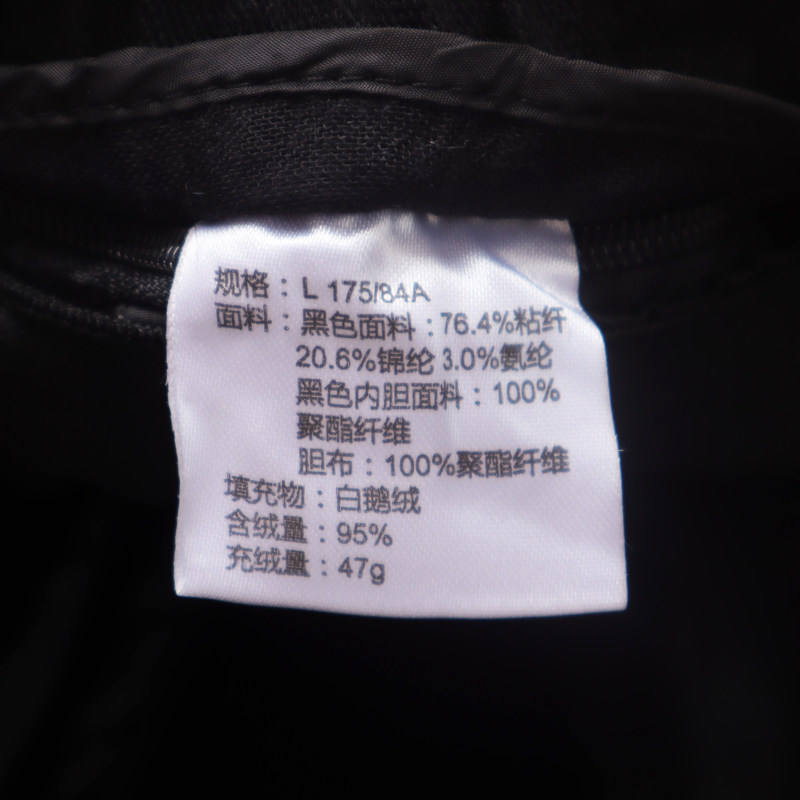 规格：L 175/84A
面料：黑色面料：76.4%粘纤
20.6%锦纶 3.0%氨纶
黑色内胆面料：100%
聚酯纤维
胆布：100%聚酯纤维
填充物：白鹅绒
含绒量：95%
充绒量：47g